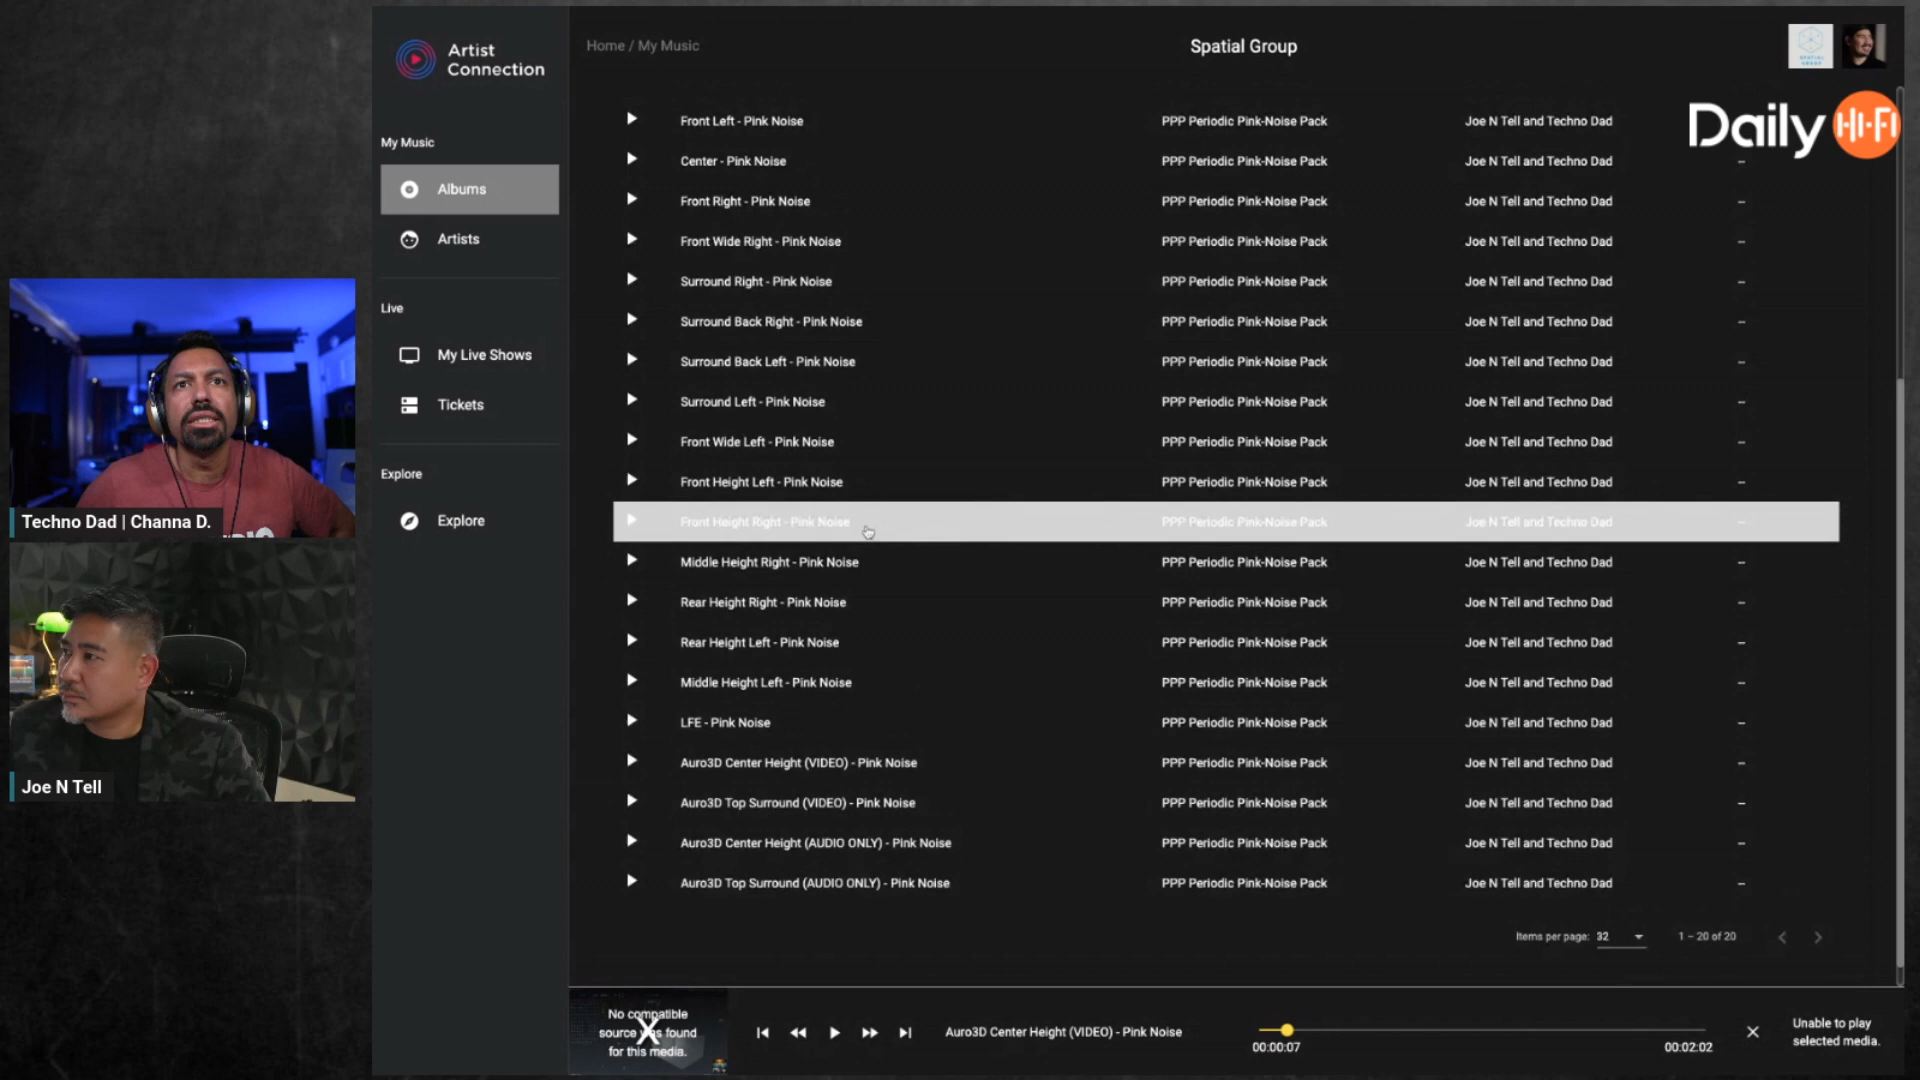 Artist
Connection
Home / My Music
Spatial Group
Daily HI-FI
My Music
Albums
Artists
Live
My Live Shows
Tickets
Explore
Explore
Front Left - Pink Noise PPP Periodic Pink-Noise Pack Joe N Tell and Techno Dad
Center - Pink Noise PPP Periodic Pink-Noise Pack Joe N Tell and Techno Dad --
Front Right - Pink Noise PPP Periodic Pink-Noise Pack Joe N Tell and Techno Dad --
Front Wide Right - Pink Noise PPP Periodic Pink-Noise Pack Joe N Tell and Techno Dad --
Surround Right - Pink Noise PPP Periodic Pink-Noise Pack Joe N Tell and Techno Dad --
Surround Back Right - Pink Noise PPP Periodic Pink-Noise Pack Joe N Tell and Techno Dad --
Surround Back Left - Pink Noise PPP Periodic Pink-Noise Pack Joe N Tell and Techno Dad --
Surround Left - Pink Noise PPP Periodic Pink-Noise Pack Joe N Tell and Techno Dad --
Front Wide Left - Pink Noise PPP Periodic Pink-Noise Pack Joe N Tell and Techno Dad --
Front Height Left - Pink Noise PPP Periodic Pink-Noise Pack Joe N Tell and Techno Dad --
Front Height Right - Pink Noise PPP Periodic Pink-Noise Pack Joe N Tell and Techno Dad --
Middle Height Right - Pink Noise PPP Periodic Pink-Noise Pack Joe N Tell and Techno Dad --
Rear Height Right - Pink Noise PPP Periodic Pink-Noise Pack Joe N Tell and Techno Dad --
Rear Height Left - Pink Noise PPP Periodic Pink-Noise Pack Joe N Tell and Techno Dad --
Middle Height Left - Pink Noise PPP Periodic Pink-Noise Pack Joe N Tell and Techno Dad --
LFE - Pink Noise PPP Periodic Pink-Noise Pack Joe N Tell and Techno Dad --
Auro3D Center Height (VIDEO) - Pink Noise PPP Periodic Pink-Noise Pack Joe N Tell and Techno Dad --
Auro3D Top Surround (VIDEO) - Pink Noise PPP Periodic Pink-Noise Pack Joe N Tell and Techno Dad --
Auro3D Center Height (AUDIO ONLY) - Pink Noise PPP Periodic Pink-Noise Pack Joe N Tell and Techno Dad --
Auro3D Top Surround (AUDIO ONLY) - Pink Noise PPP Periodic Pink-Noise Pack Joe N Tell and Techno Dad --
Items per page: 32 1 – 20 of 20
No compatible
source was found
for this media.
Auro3D Center Height (VIDEO) - Pink Noise
00:00:07
00:02:02
Unable to play
selected media.
Techno Dad | Channa D.
Joe N Tell